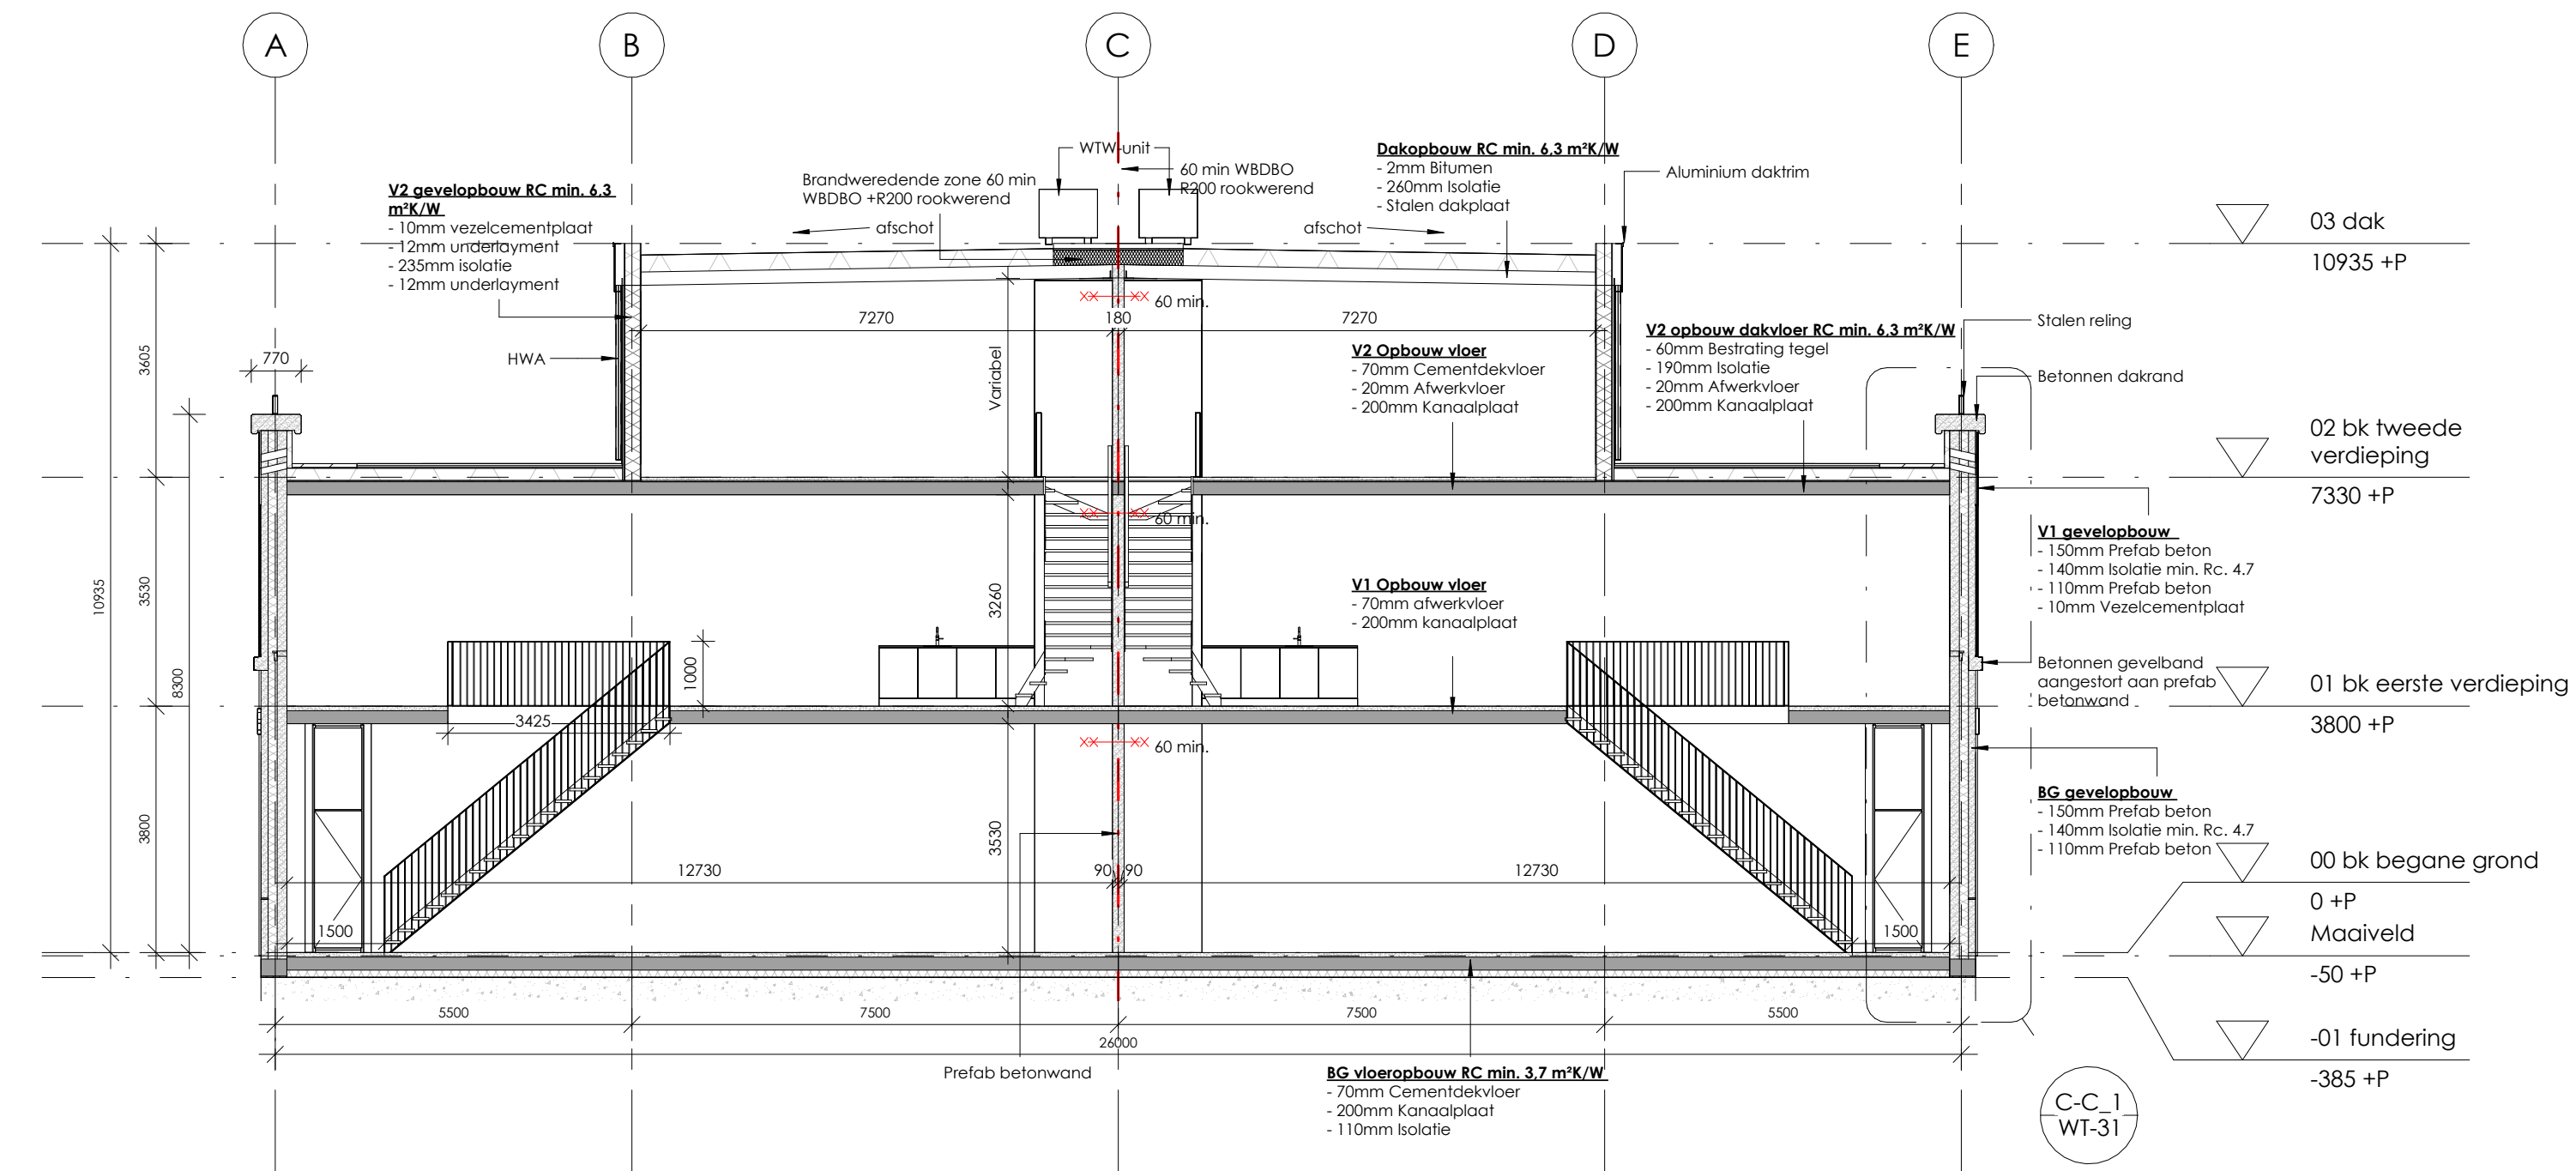 A
B
C
D
E
WTW-unit
60 min WBDBO
R200 rookwerend
Brandweredende zone 60 min
WBDBO +R200 rookwerend
afschot
afschot
Dakopbouw RC min. 6,3 m²K/W
- 2mm Bitumen
- 260mm Isolatie
- Stalen dakplaat
Aluminium daktrim
V2 gevelopbouw RC min. 6,3
m²K/W
- 10mm vezelcementplaat
- 12mm underlayment
- 235mm isolatie
- 12mm underlayment
03 dak
10935 +P
60 min.
7270
180
7270
HWA
770
3605
Variabel
V2 Opbouw vloer
- 70mm Cementdekvloer
- 20mm Afwerkvloer
- 200mm Kanaalplaat
V2 opbouw dakvloer RC min. 6,3 m²K/W
- 60mm Bestrating tegel
- 190mm Isolatie
- 20mm Afwerkvloer
- 200mm Kanaalplaat
Stalen reling
Betonnen dakrand
02 bk tweede
verdieping
7330 +P
60 min.
V1 gevelopbouw
- 150mm Prefab beton
- 140mm Isolatie min. Rc. 4.7
- 110mm Prefab beton
- 10mm Vezelcementplaat
10935
3530
8300
3260
1000
V1 Opbouw vloer
- 70mm afwerkvloer
- 200mm kanaalplaat
Betonnen gevelband
aangestort aan prefab
betonwand
01 bk eerste verdieping
3800 +P
3425
60 min.
BG gevelopbouw
- 150mm Prefab beton
- 140mm Isolatie min. Rc. 4.7
- 110mm Prefab beton
3800
3530
12730
90
90
12730
00 bk begane grond
0 +P
1500
1500
Maaiveld
-50 +P
5500
7500
7500
5500
26000
-01 fundering
-385 +P
Prefab betonwand
BG vloeropbouw RC min. 3,7 m²K/W
- 70mm Cementdekvloer
- 200mm Kanaalplaat
- 110mm Isolatie
C-C_1
WT-31